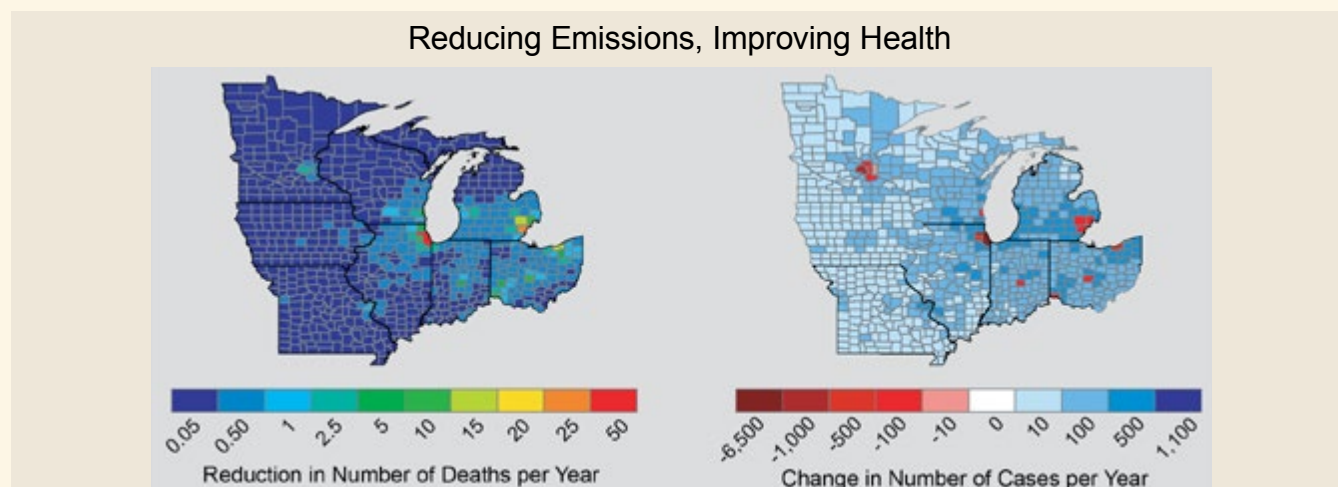 Reducing Emissions, Improving Health
0.05 0.50 1 2.5 5 10 15 20 25 50
Reduction in Number of Deaths per Year
-6,500 -1,000 -500 -100 -10 0 10 100 500 1,100
Change in Number of Cases per Year